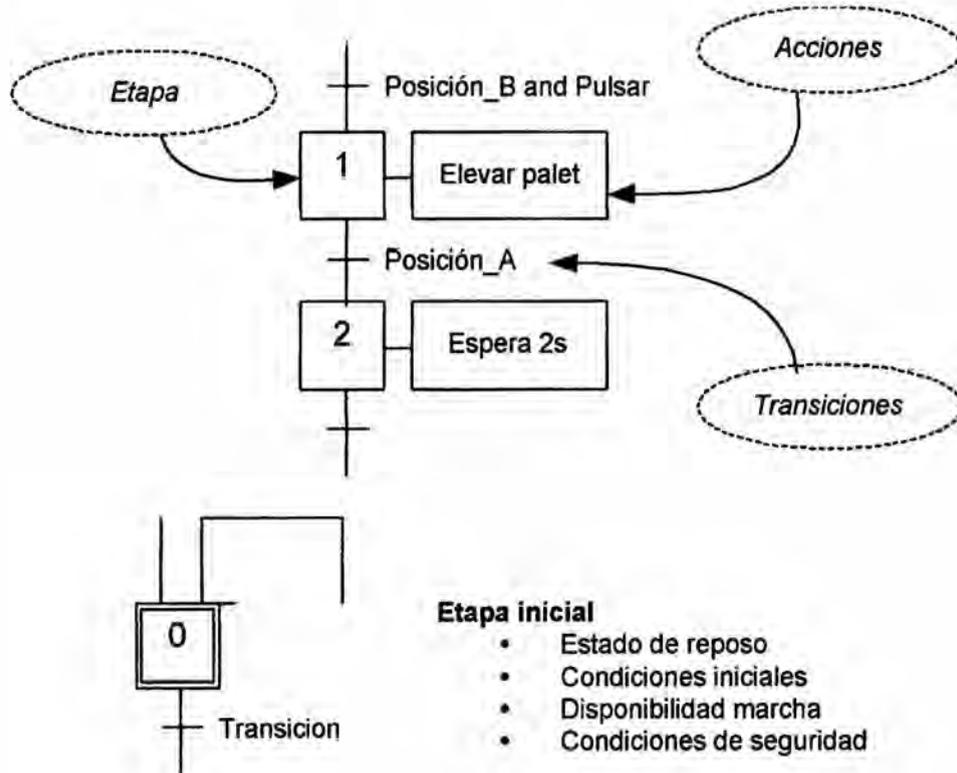 Acciones
Etapa
Posición_B and Pulsar
1
Elevar palet
Posición_A
2
Espera 2s
Transiciones
0
Transicion
Etapa inicial
• Estado de reposo
• Condiciones iniciales
• Disponibilidad marcha
• Condiciones de seguridad